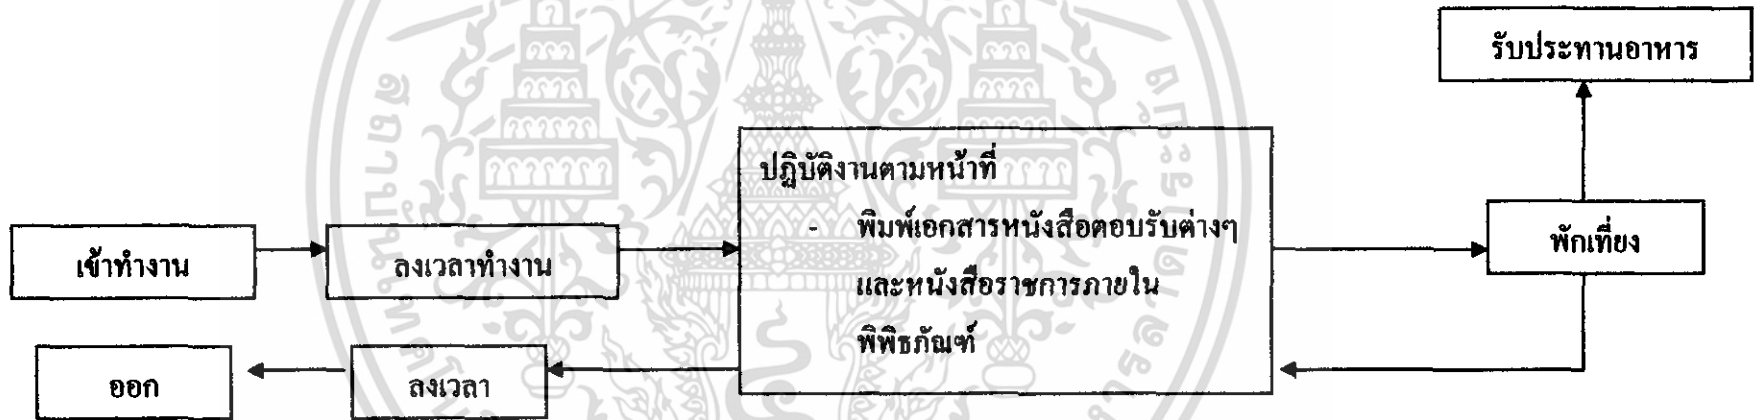 รับประทานอาหาร
ปฏิบัติงานตามหน้าที่
- พิมพ์เอกสารหนังสือตอบรับต่างๆ
และหนังสือราชการภายใน
พิพิธภัณฑ์
เข้าทำงาน
ลงเวลาทำงาน
พักเที่ยง
ออก
ลงเวลา